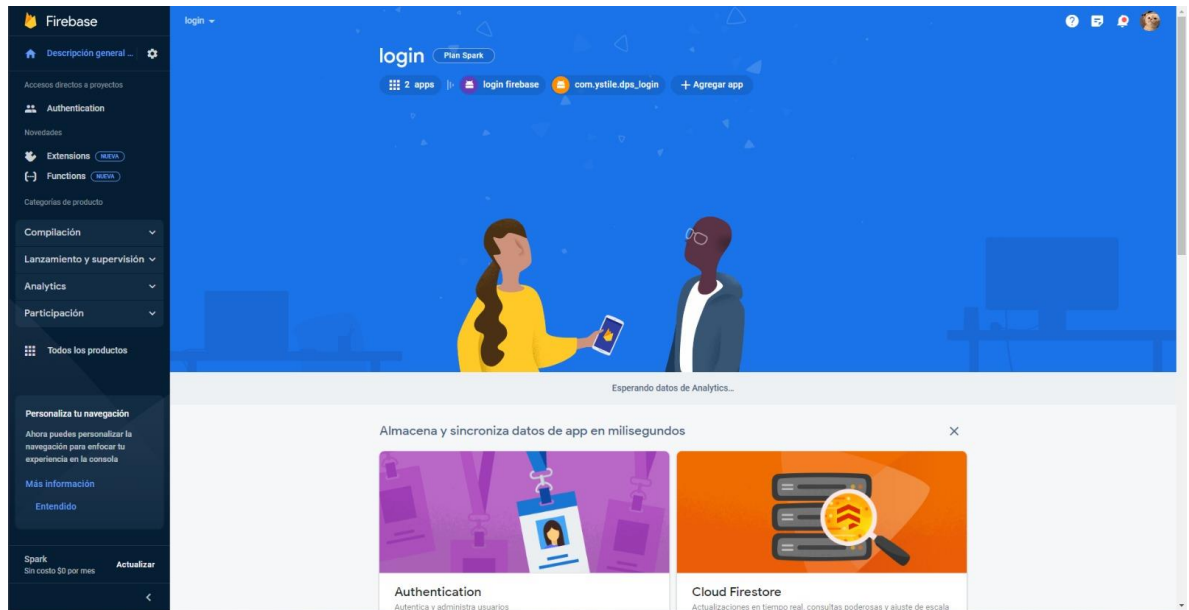 Firebase
login
Descripción general ...
Accesos directos a proyectos
Authentication
Novedades
Extensions NUEVA
Functions NUEVA
Categorías de producto
Compilación
Lanzamiento y supervisión
Analytics
Participación
Todos los productos
Personaliza tu navegación
Ahora puedes personalizar la
navegación para enfocar tu
experiencia en la consola
Más información
Entendido
Spark
Sin costo $0 por mes
Actualizar
login Plan Spark
2 apps login firebase com.ystile.dps_login + Agregar app
Esperando datos de Analytics...
Almacena y sincroniza datos de app en milisegundos
Authentication
Autentica y administra usuarios
Cloud Firestore
Actualizaciones en tiempo real, consultas poderosas y ajuste de escala